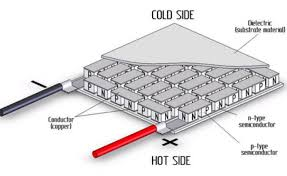 COLD SIDE
Dielectric
(substrate material)
-
Conductor
(copper)
n-type
semiconductor
p-type
semiconductor
+
HOT SIDE